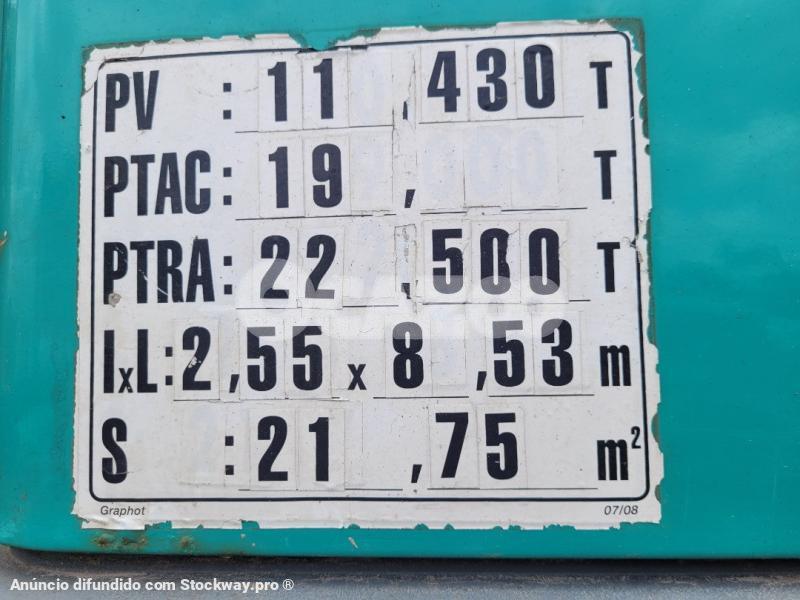 PV : 11 , 430 T
PTAC : 19 , T
PTRA : 22 , 500 T
IxL : 2 , 55 x 8 , 53 m
S : 21 , 75 m²
Graphot 07/08
Anúncio difundido com Stockway.pro ®